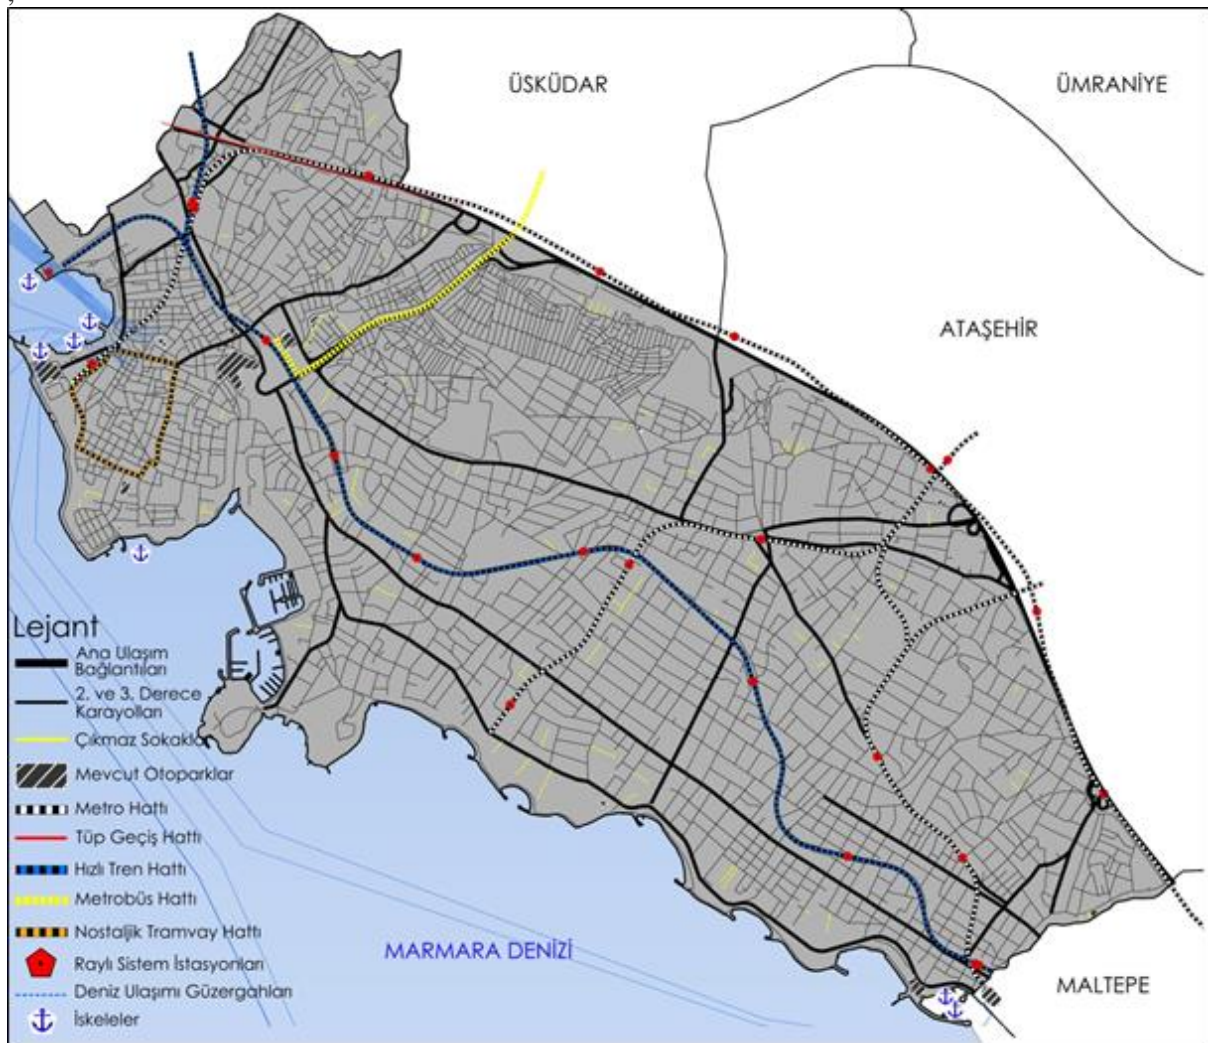 ÜSKÜDAR
ÜMRANİYE
ATAŞEHİR
Lejant
Ana Ulaşım
Bağlantıları
2. ve 3. Derece
Karayolları
Çıkmaz Sokakla
Mevcut Otoparklar
Metro Hattı
Tüp Geçiş Hattı
Hızlı Tren Hattı
Metrobüs Hattı
Nostaljik Tramvay Hattı
Raylı Sistem İstasyonları
Deniz Ulaşımı Güzergahları
İskeleler
MARMARA DENİZİ
MALTEPE